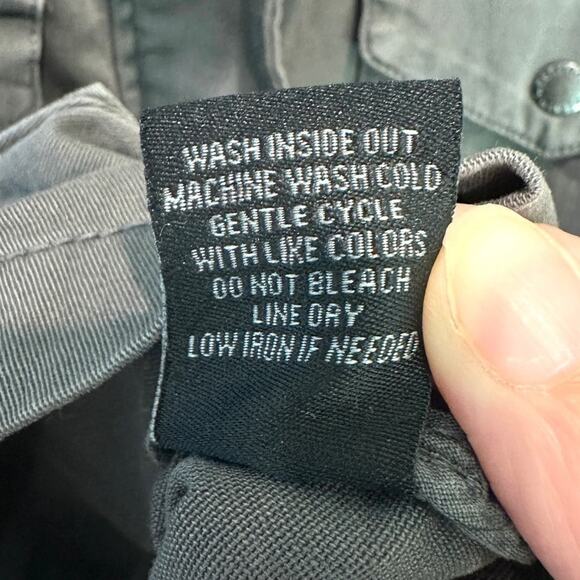 WASH INSIDE OUT
MACHINE WASH COLD
GENTLE CYCLE
WITH LIKE COLORS
DO NOT BLEACH
LINE DRY
LOW IRON IF NEEDED